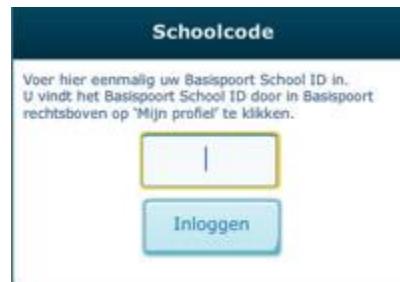 Schoolcode
Voer hier eenmalig uw Basispoort School ID in.
U vindt het Basispoort School ID door in Basispoort
rechtsboven op 'Mijn profiel' te klikken.
Inloggen